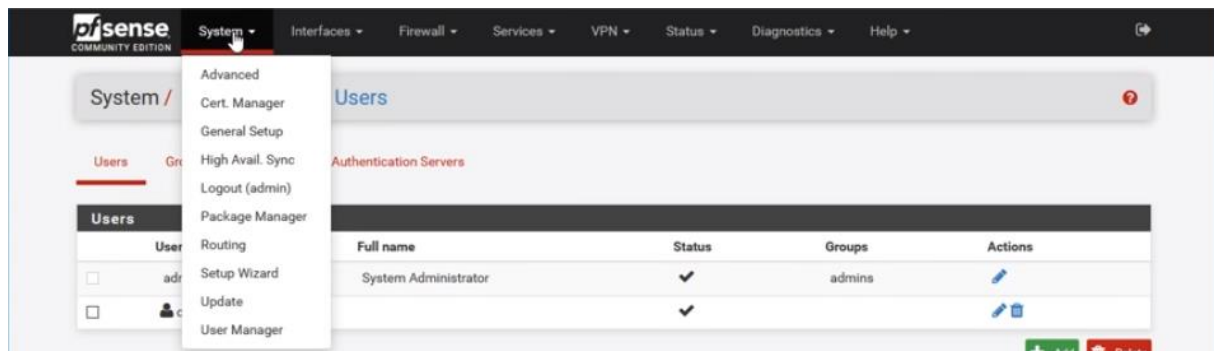 pfsense System Interfaces Firewall Services VPN Status Diagnostics Help
COMMUNITY EDITION
Advanced
System / Users
Cert. Manager
General Setup
Users High Avail. Sync Authentication Servers
Logout (admin)
Users Package Manager
Routing Full name Status Groups Actions
Setup Wizard System Administrator admins
Update
User Manager